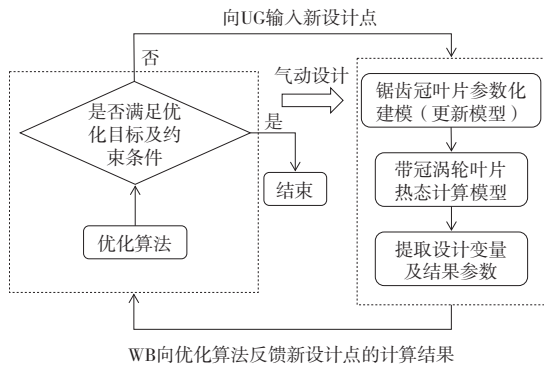 向UG输入新设计点
否
气动设计
是否满足优
化目标及约
束条件
是
结束
优化算法
锯齿冠叶片参数化
建模（更新模型）
带冠涡轮叶片
热态计算模型
提取设计变量
及结果参数
WB向优化算法反馈新设计点的计算结果